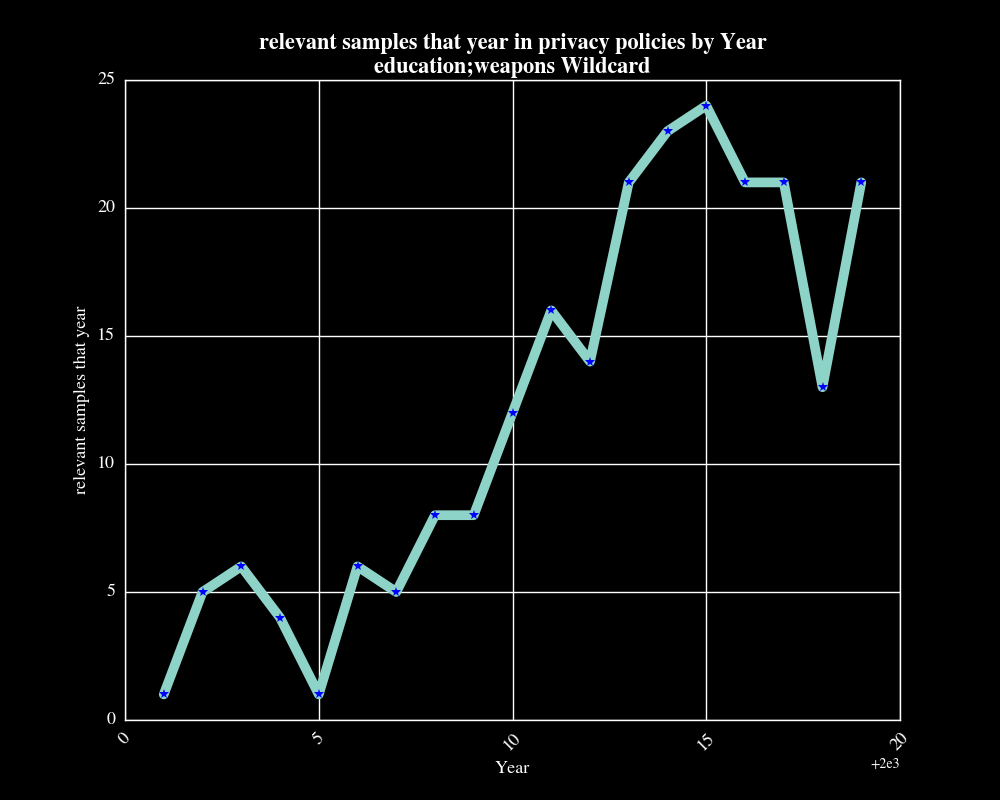 relevant samples that year in privacy policies by Year
education;weapons Wildcard
25
20
15
10
5
0
relevant samples that year
0
5
10
15
20
Year
+2e3